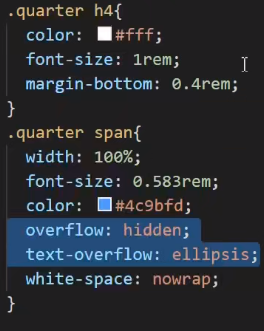 .quarter h4{
color: #fff;
font-size: 1rem;
margin-bottom: 0.4rem;
}
.quarter span{
width: 100%;
font-size: 0.583rem;
color: #4c9bfd;
overflow: hidden;
text-overflow: ellipsis;
white-space: nowrap;
}